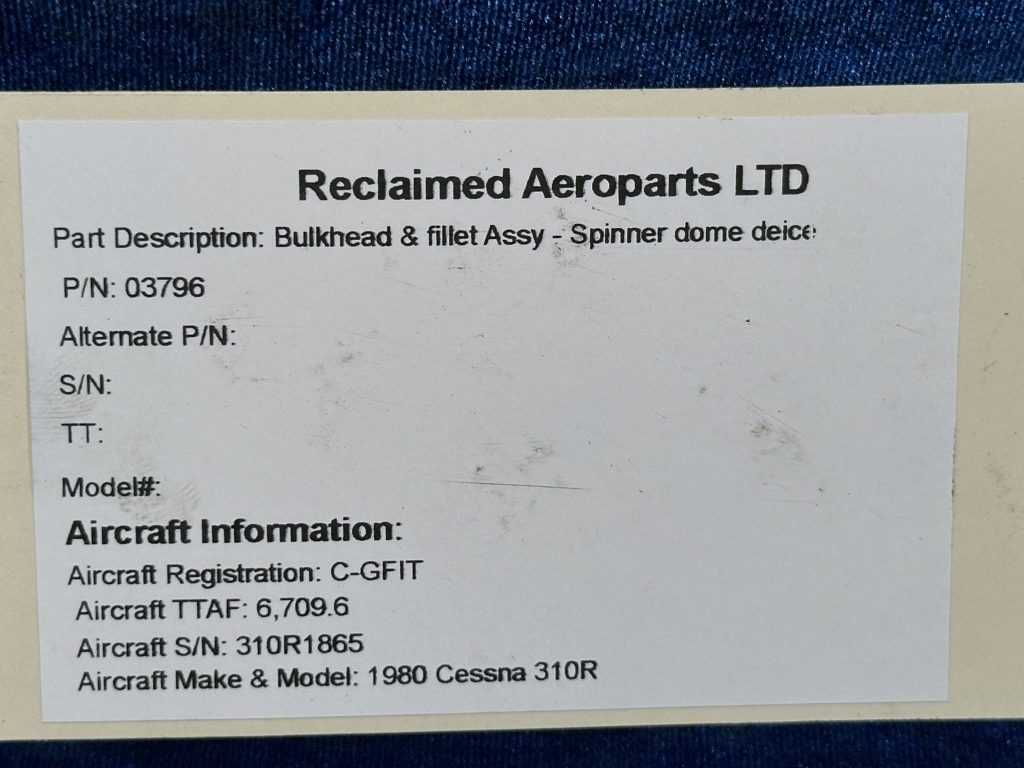 Reclaimed Aeroparts LTD
Part Description: Bulkhead & fillet Assy - Spinner dome
P/N: 03796
Alternate P/N:
S/N:
TT:
Model#:
Aircraft Information:
Aircraft Registration: C-GFIT
Aircraft TTAF: 6,709.6
Aircraft S/N: 310R1865
Aircraft Make & Model: 1980 Cessna 310R